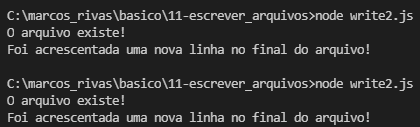 C:\marcos_rivas\basico\11-escrever_arquivos>node write2.js
O arquivo existe!
Foi acrescentada uma nova linha no final do arquivo!
C:\marcos_rivas\basico\11-escrever_arquivos>node write2.js
O arquivo existe!
Foi acrescentada uma nova linha no final do arquivo!